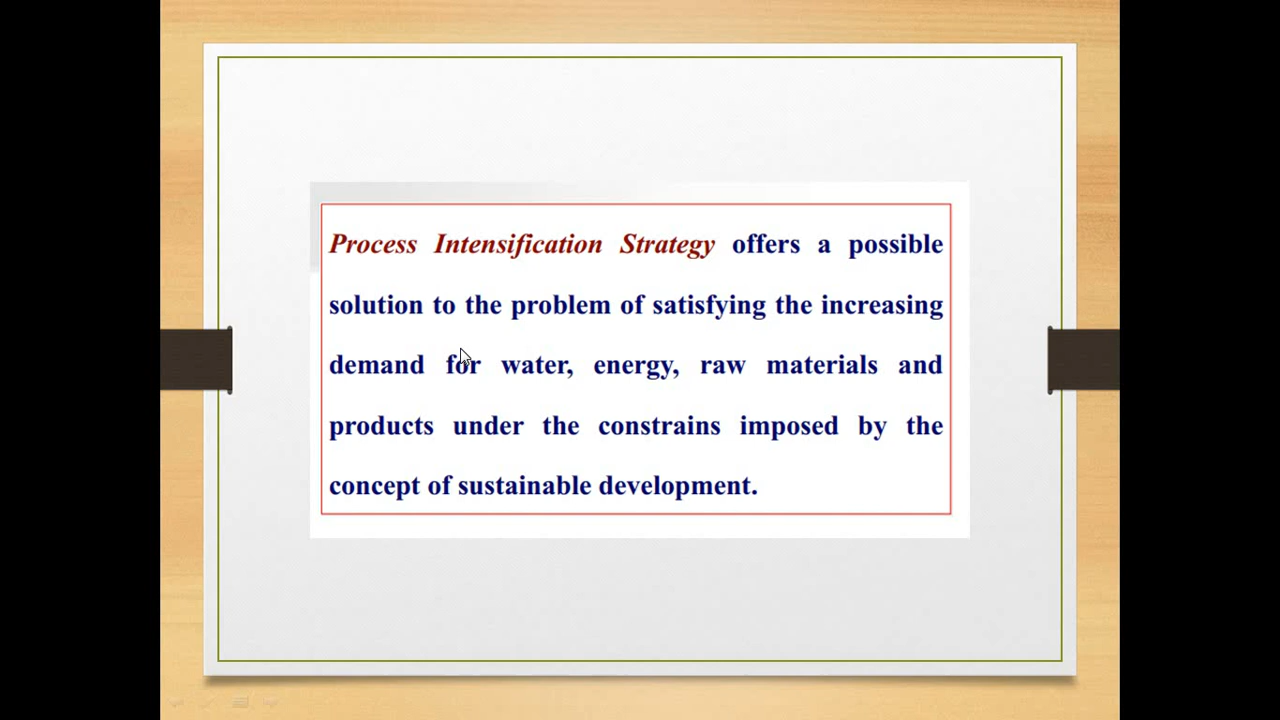 Process Intensification Strategy offers a possible
solution to the problem of satisfying the increasing
demand for water, energy, raw materials and
products under the constrains imposed by the
concept of sustainable development.